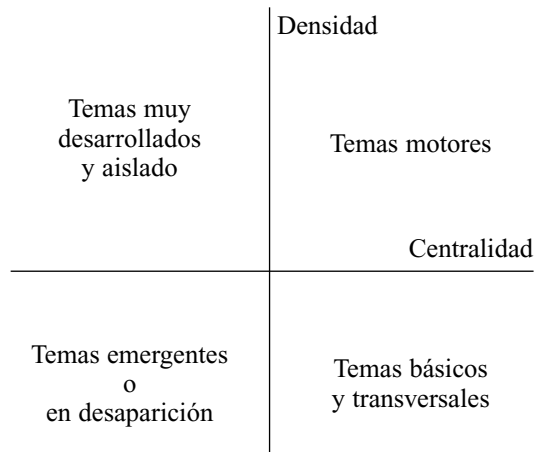 Densidad
Temas muy
desarrollados
y aislado
Temas motores
Centralidad
Temas emergentes
o
en desaparición
Temas básicos
y transversales